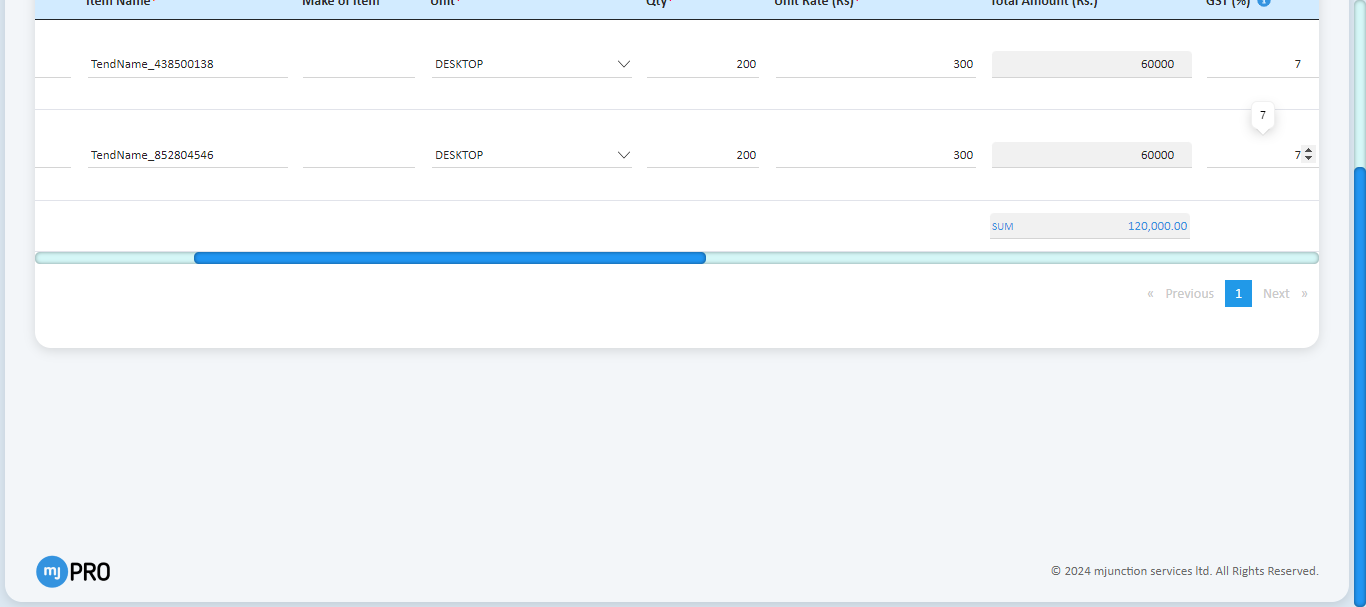 Item Name* Make of Item Unit* Qty* Unit Rate (Rs)* Total Amount (Rs.) GST (%) i
TendName_438500138 DESKTOP 200 300 60000 7
7
TendName_852804546 DESKTOP 200 300 60000 7
SUM 120,000.00
« Previous 1 Next »
mj PRO © 2024 mjunction services ltd. All Rights Reserved.